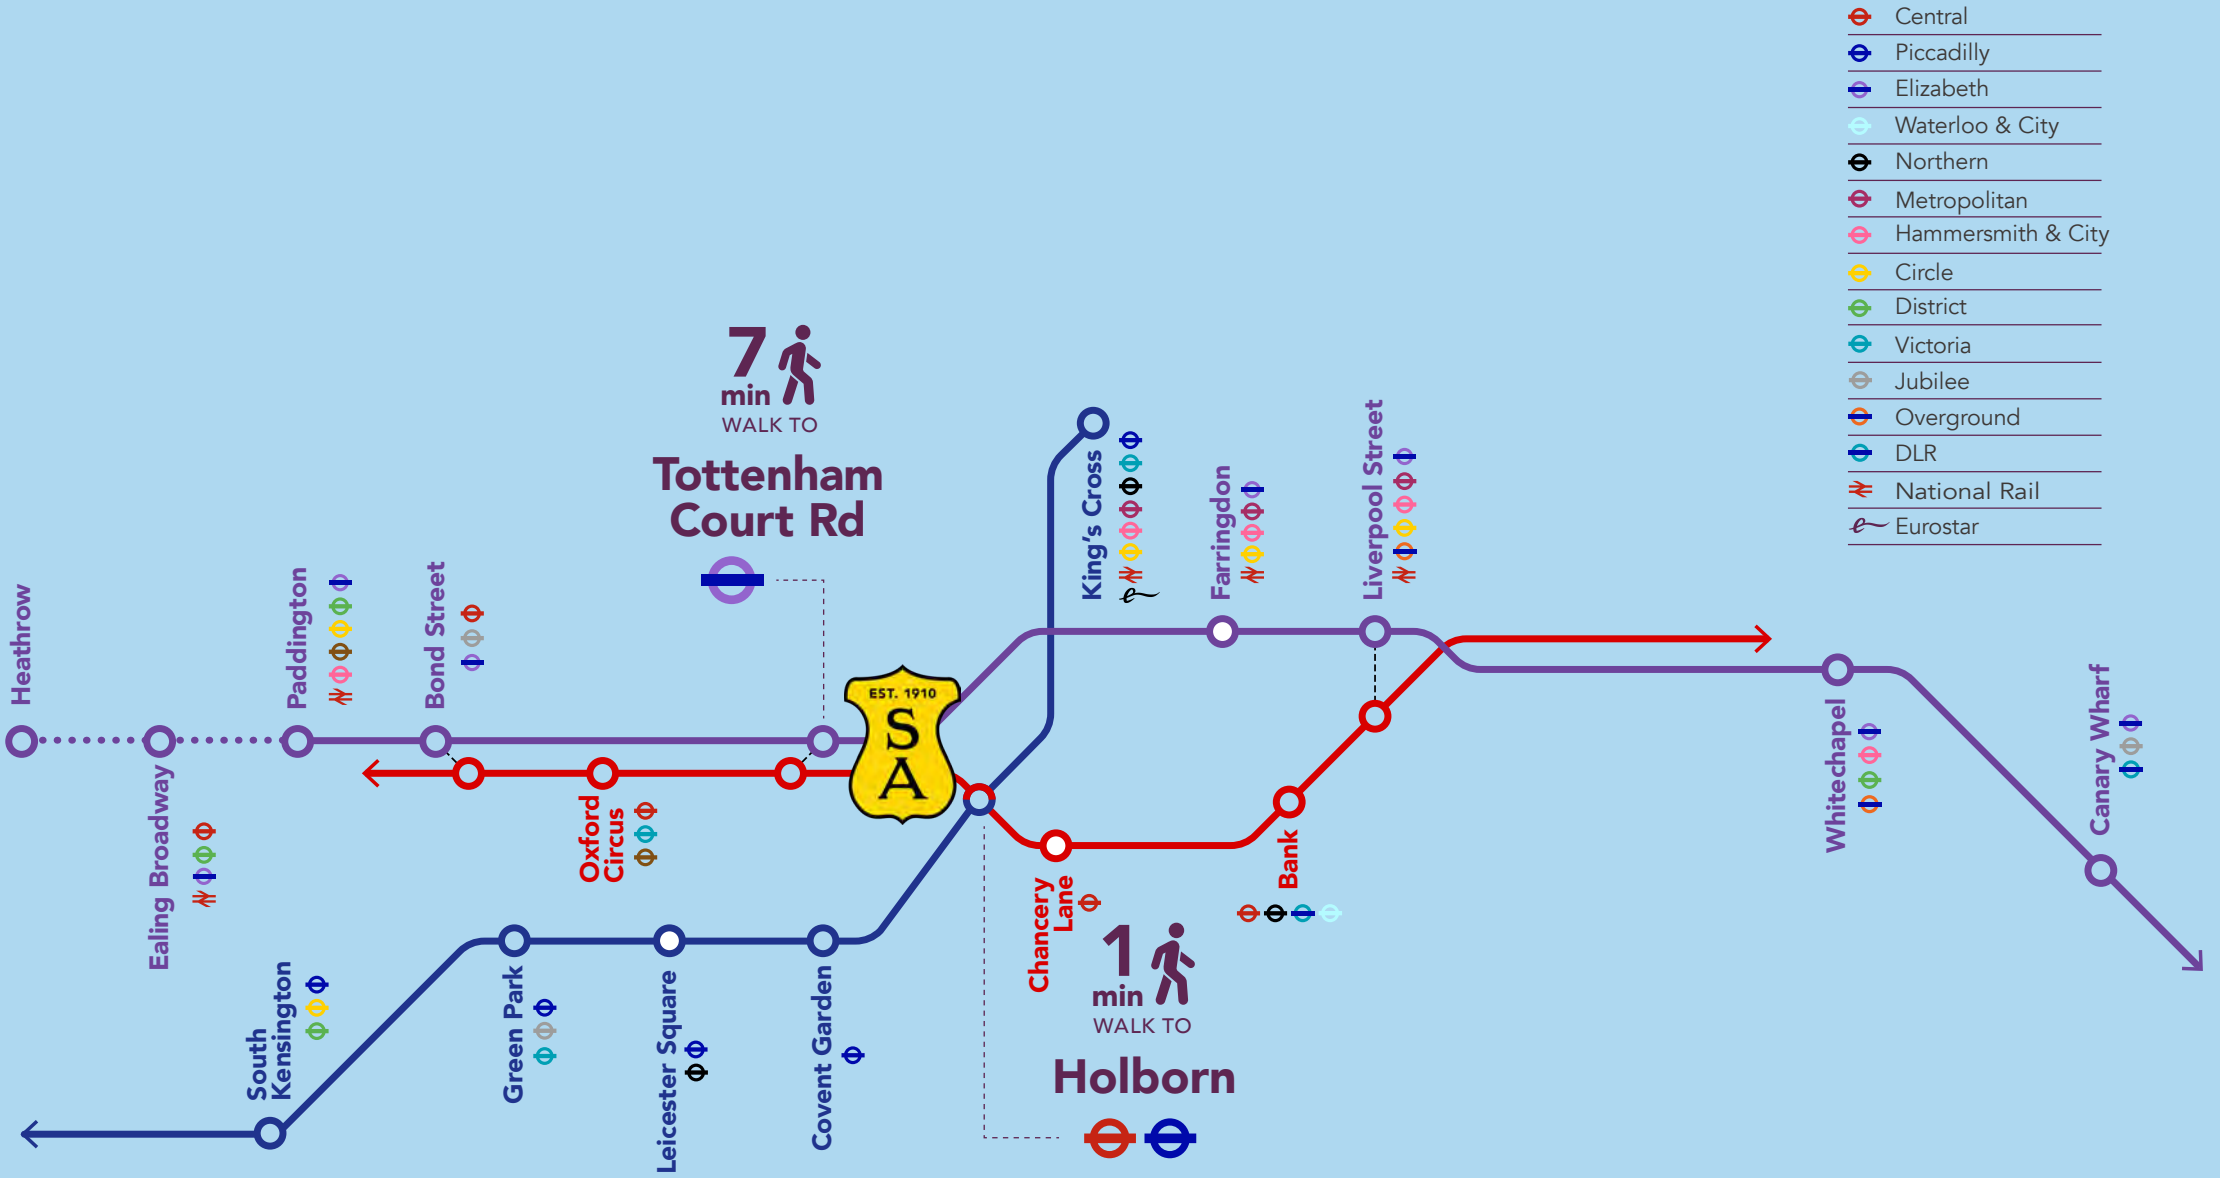 Central
Piccadilly
Elizabeth
Waterloo & City
Northern
Metropolitan
Hammersmith & City
Circle
District
Victoria
Jubilee
Overground
DLR
National Rail
Eurostar
7
min
WALK TO
Tottenham
Court Rd
King's Cross
Farringdon
Liverpool Street
Heathrow
Paddington
Bond Street
EST. 1910
S
A
Ealing Broadway
Oxford
Circus
Whitechapel
Canary Wharf
Chancery
Lane
Bank
South
Kensington
Green Park
Leicester Square
Covent Garden
1
min
WALK TO
Holborn